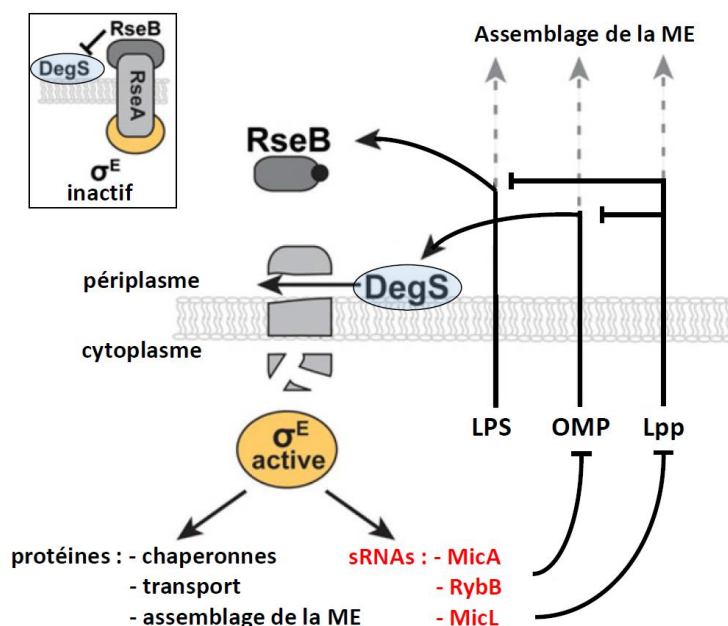 RseB
DegS
RseA
σE
inactif
Assemblage de la ME
RseB
périplasme
DegS
cytoplasme
σE
active
LPS
OMP
Lpp
protéines : - chaperonnes
- transport
- assemblage de la ME
sRNAs : - MicA
- RybB
- MicL